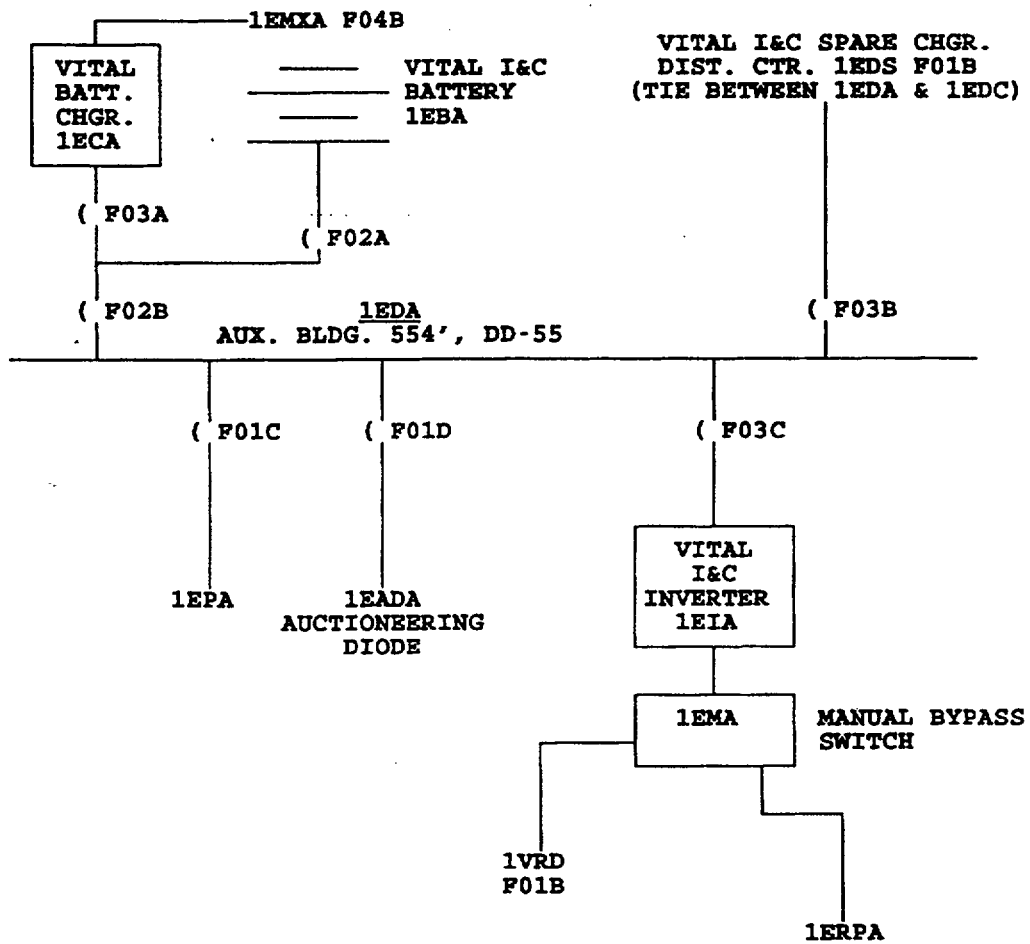 1EMXA F04B
VITAL
BATT.
CHGR.
1ECA
VITAL I&C
BATTERY
1EBA
VITAL I&C SPARE CHGR.
DIST. CTR. 1EDS F01B
(TIE BETWEEN 1EDA & 1EDC)
F03A
F02A
F02B
1EDA
AUX. BLDG. 554', DD-55
F03B
F01C
F01D
F03C
1EPA
1EADA
AUCTIONEERING
DIODE
VITAL
I&C
INVERTER
1EIA
1EMA
MANUAL BYPASS
SWITCH
1VRD
F01B
1ERPA